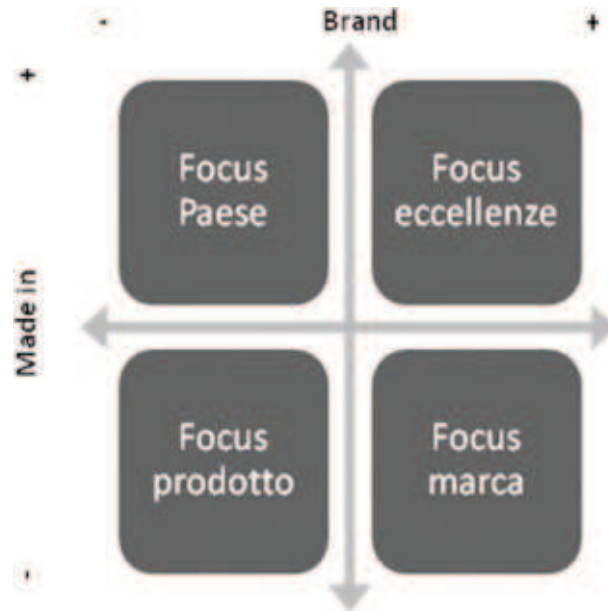 - Brand +
+
Focus
Paese
Focus
eccellenze
Made in
Focus
prodotto
Focus
marca
-